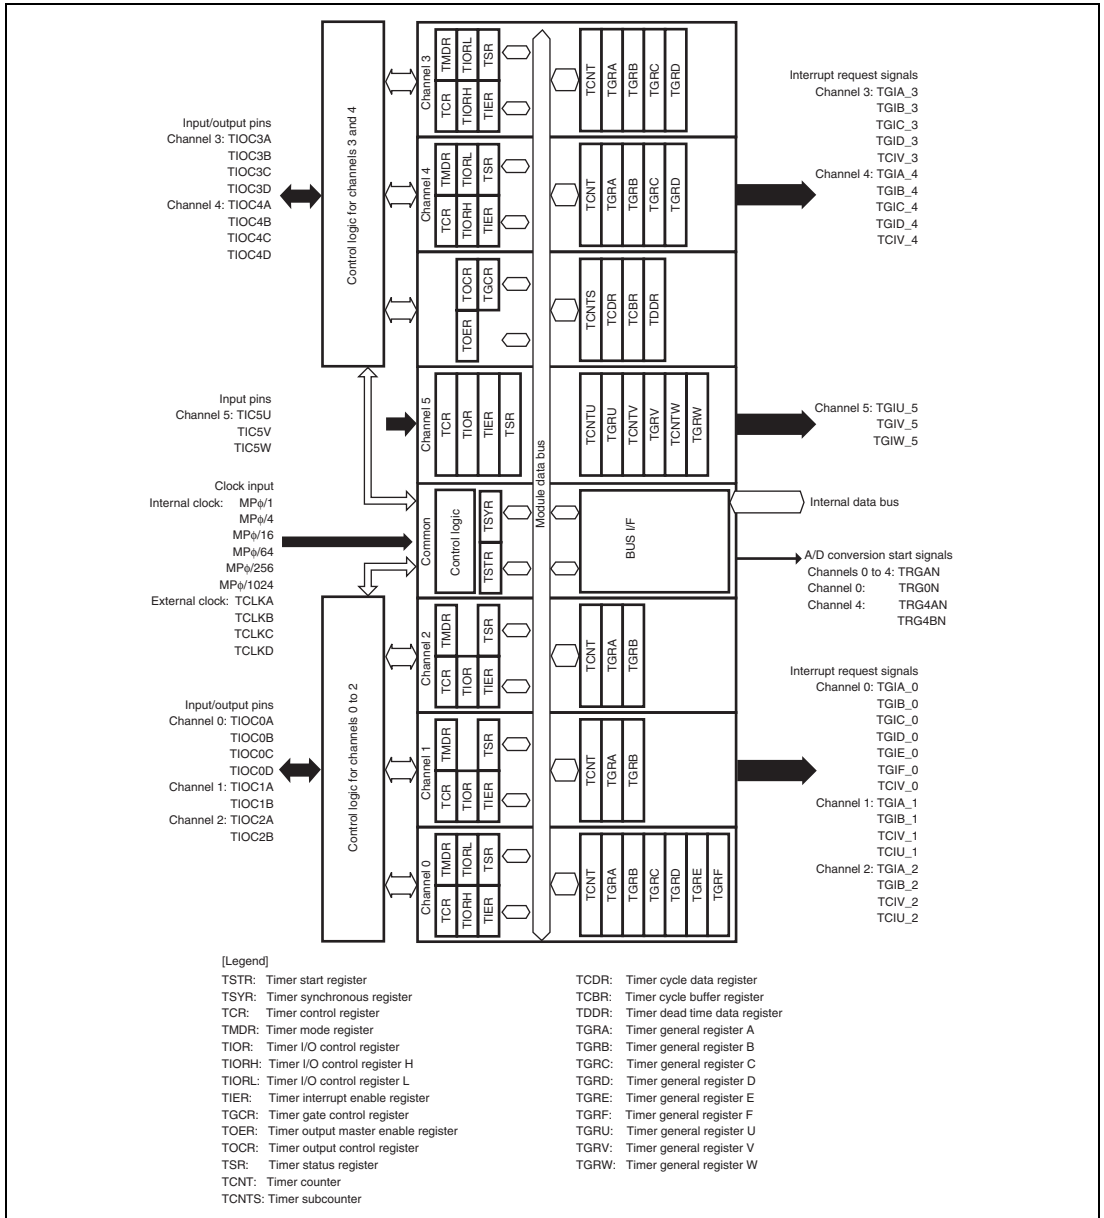 Input/output pins
Channel 3: TIOC3A
TIOC3B
TIOC3C
TIOC3D
Channel 4: TIOC4A
TIOC4B
TIOC4C
TIOC4D
Input pins
Channel 5: TIC5U
TIC5V
TIC5W
Clock input
Internal clock: MPφ/1
MPφ/4
MPφ/16
MPφ/64
MPφ/256
MPφ/1024
External clock: TCLKA
TCLKB
TCLKC
TCLKD
Input/output pins
Channel 0: TIOC0A
TIOC0B
TIOC0C
TIOC0D
Channel 1: TIOC1A
TIOC1B
Channel 2: TIOC2A
TIOC2B
Control logic for channels 3 and 4
Control logic for channels 0 to 2
Channel 3
TMDR
TIORL
TSR
TCR
TIORH
TIER
TCNT
TGRA
TGRB
TGRC
TGRD
Channel 4
TMDR
TIORL
TSR
TCR
TIORH
TIER
TCNT
TGRA
TGRB
TGRC
TGRD
TOCR
TGCR
TOER
TCNTS
TCDR
TCBR
TDDR
Channel 5
TCR
TIOR
TIER
TSR
TCNTU
TGRU
TCNTV
TGRV
TCNTW
TGRW
Module data bus
Common
Control logic
TSYR
TSTR
BUS I/F
Channel 2
TMDR
TSR
TCR
TIOR
TIER
TCNT
TGRA
TGRB
Channel 1
TMDR
TSR
TCR
TIOR
TIER
TCNT
TGRA
TGRB
Channel 0
TMDR
TIORL
TSR
TCR
TIORH
TIER
TCNT
TGRA
TGRB
TGRC
TGRD
TGRE
TGRF
Interrupt request signals
Channel 3: TGIA_3
TGIB_3
TGIC_3
TGID_3
TCIV_3
Channel 4: TGIA_4
TGIB_4
TGIC_4
TGID_4
TCIV_4
Channel 5: TGIU_5
TGIV_5
TGIW_5
Internal data bus
A/D conversion start signals
Channels 0 to 4: TRGAN
Channel 0: TRG0N
Channel 4: TRG4AN
TRG4BN
Interrupt request signals
Channel 0: TGIA_0
TGIB_0
TGIC_0
TGID_0
TGIE_0
TGIF_0
TCIV_0
Channel 1: TGIA_1
TGIB_1
TCIV_1
TCIU_1
Channel 2: TGIA_2
TGIB_2
TCIV_2
TCIU_2
[Legend]
TSTR: Timer start register
TSYR: Timer synchronous register
TCR: Timer control register
TMDR: Timer mode register
TIOR: Timer I/O control register
TIORH: Timer I/O control register H
TIORL: Timer I/O control register L
TIER: Timer interrupt enable register
TGCR: Timer gate control register
TOER: Timer output master enable register
TOCR: Timer output control register
TSR: Timer status register
TCNT: Timer counter
TCNTS: Timer subcounter
TCDR: Timer cycle data register
TCBR: Timer cycle buffer register
TDDR: Timer dead time data register
TGRA: Timer general register A
TGRB: Timer general register B
TGRC: Timer general register C
TGRD: Timer general register D
TGRE: Timer general register E
TGRF: Timer general register F
TGRU: Timer general register U
TGRV: Timer general register V
TGRW: Timer general register W